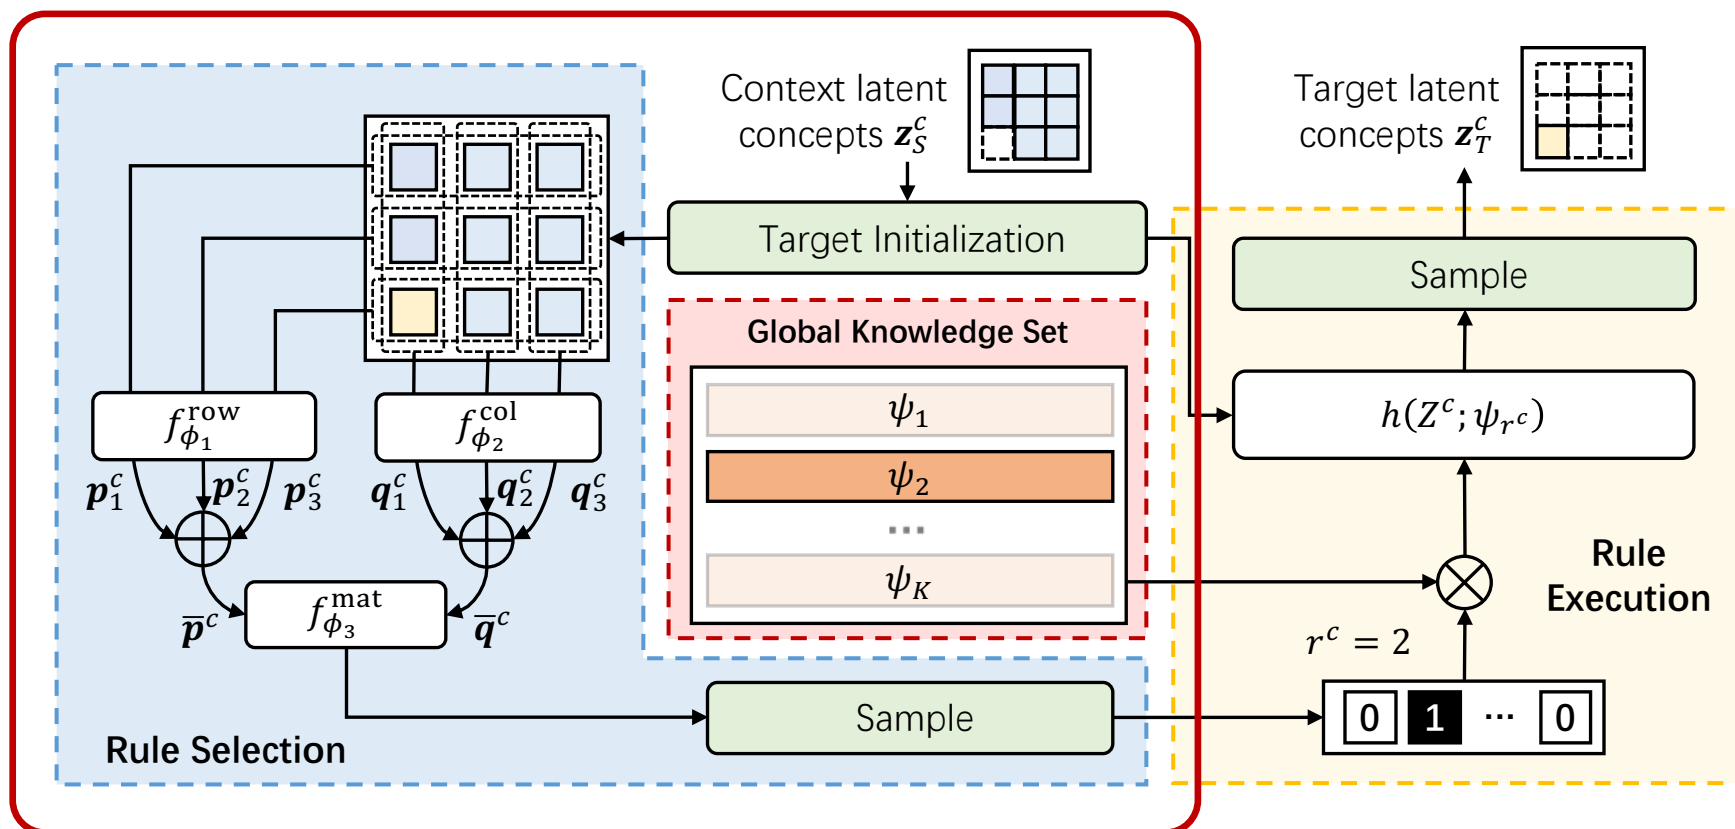 Context latent
concepts 𝒛_S^c
Target latent
concepts 𝒛_T^c
Target Initialization
Sample
Global Knowledge Set
ψ_1
ψ_2
...
ψ_K
h(Z^c; ψ_{r^c})
f_{ϕ_1}^{row}
f_{ϕ_2}^{col}
𝒑_1^c 𝒑_2^c 𝒑_3^c
𝒒_1^c 𝒒_2^c 𝒒_3^c
f_{ϕ_3}^{mat}
𝒑̅^c
𝒒̅^c
Rule
Execution
r^c = 2
Sample
0 1 ... 0
Rule Selection